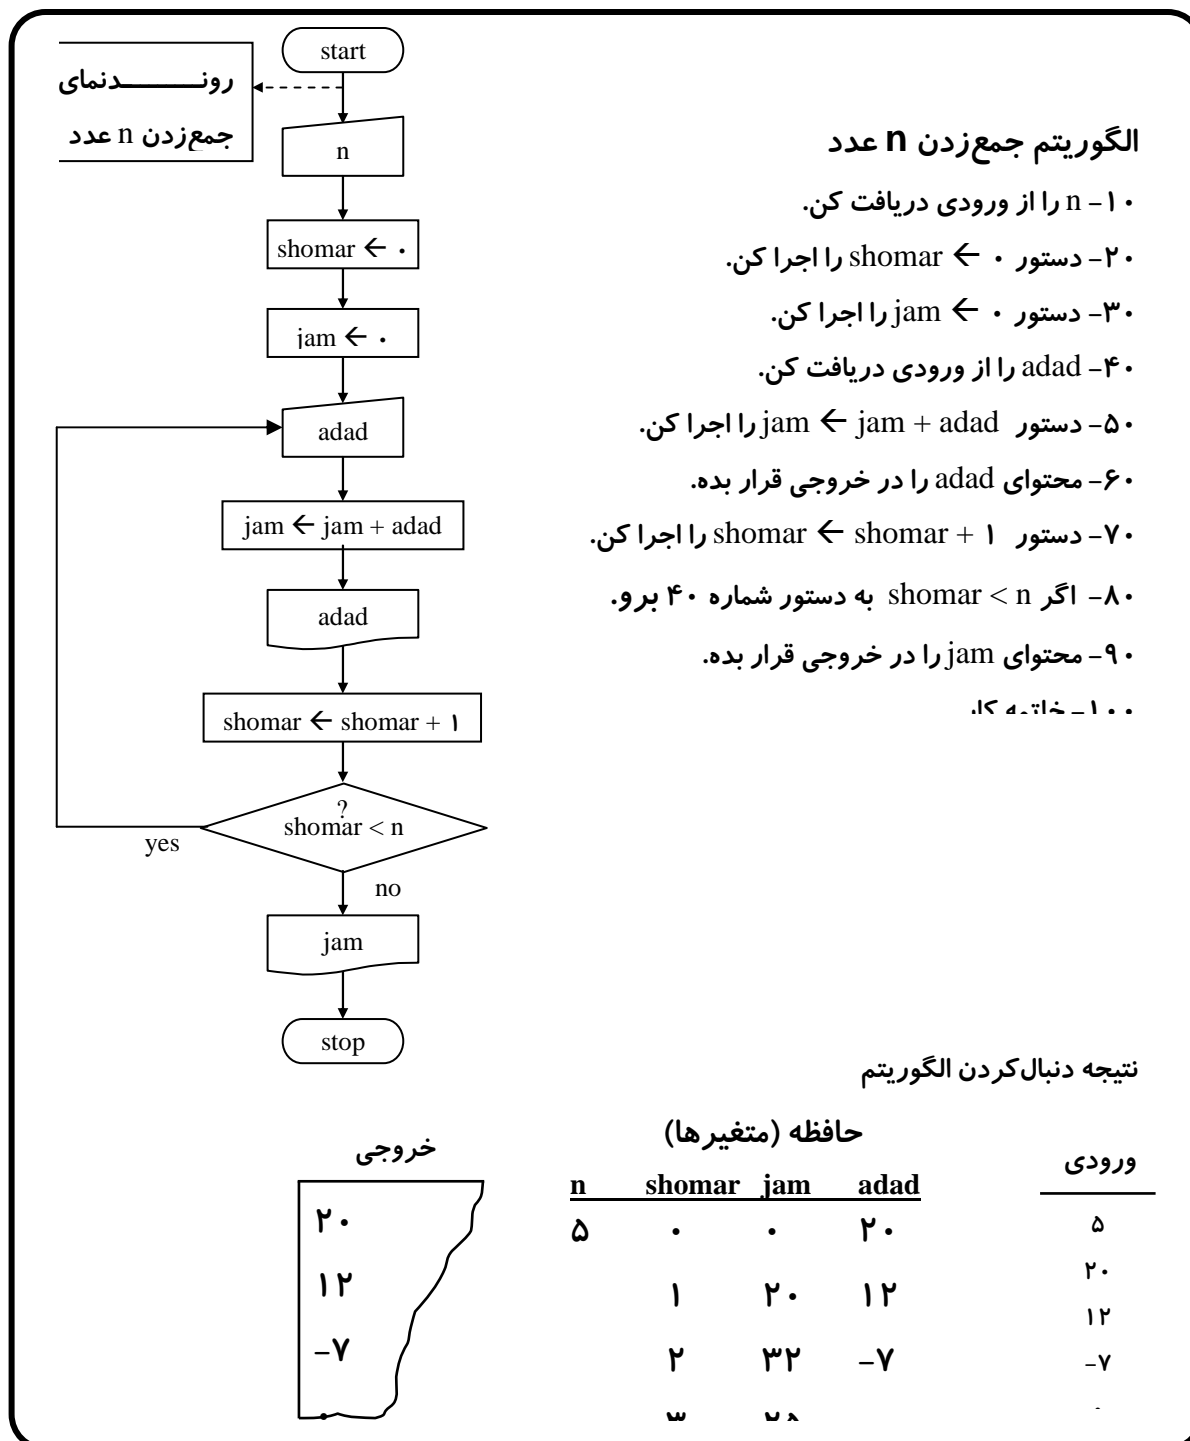 start
روندنمای
جمع‌زدن n عدد
n
shomar ← ۰
jam ← ۰
adad
jam ← jam + adad
adad
shomar ← shomar + ۱
?
shomar < n
yes
no
jam
stop
الگوریتم جمع‌زدن n عدد
۱۰- n را از ورودی دریافت کن.
۲۰- دستور shomar ← ۰ را اجرا کن.
۳۰- دستور jam ← ۰ را اجرا کن.
۴۰- adad را از ورودی دریافت کن.
۵۰- دستور jam ← jam + adad را اجرا کن.
۶۰- محتوای adad را در خروجی قرار بده.
۷۰- دستور shomar ← shomar + ۱ را اجرا کن.
۸۰- اگر shomar < n به دستور شماره ۴۰ برو.
۹۰- محتوای jam را در خروجی قرار بده.
۱۰۰- خاتمه کار
نتیجه دنبال‌کردن الگوریتم
ورودی
۵
۲۰
۱۲
-۷
حافظه (متغیرها)
n shomar jam adad
۵ ۰ ۰ ۲۰
۱ ۲۰ ۱۲
۲ ۳۲ -۷
۳ ۲۵
خروجی
۲۰
۱۲
-۷